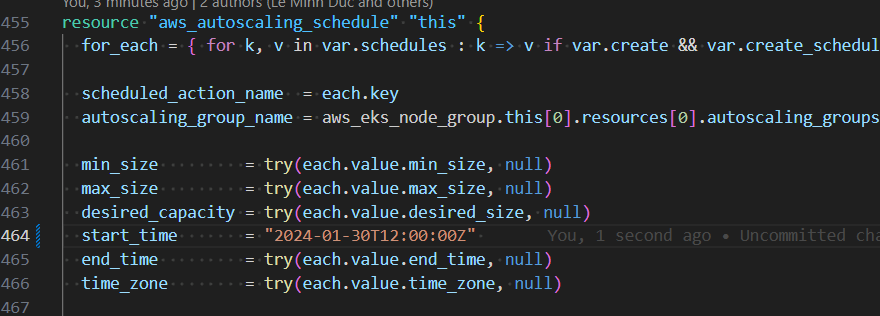 You, 3 minutes ago | 2 authors (Le Minh Duc and others)
455 resource "aws_autoscaling_schedule" "this" {
456 for_each = { for k, v in var.schedules : k => v if var.create && var.create_schedul
457
458 scheduled_action_name = each.key
459 autoscaling_group_name = aws_eks_node_group.this[0].resources[0].autoscaling_groups
460
461 min_size = try(each.value.min_size, null)
462 max_size = try(each.value.max_size, null)
463 desired_capacity = try(each.value.desired_size, null)
464 start_time = "2024-01-30T12:00:00Z" You, 1 second ago • Uncommitted cha
465 end_time = try(each.value.end_time, null)
466 time_zone = try(each.value.time_zone, null)
467